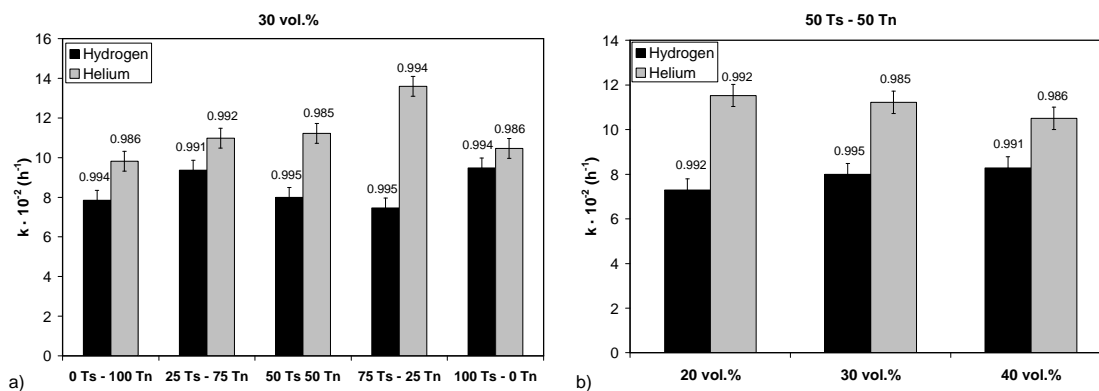 30 vol.%
16
14
12
10
8
6
4
2
0
k · 10⁻² (h⁻¹)
Hydrogen
Helium
0.994
0.986
0.991
0.992
0.995
0.985
0.995
0.994
0.994
0.986
0 Ts - 100 Tn
25 Ts - 75 Tn
50 Ts 50 Tn
75 Ts - 25 Tn
100 Ts - 0 Tn
a)
50 Ts - 50 Tn
14
12
10
8
6
4
2
0
k · 10⁻² (h⁻¹)
Hydrogen
Helium
0.992
0.992
0.995
0.985
0.991
0.986
20 vol.%
30 vol.%
40 vol.%
b)